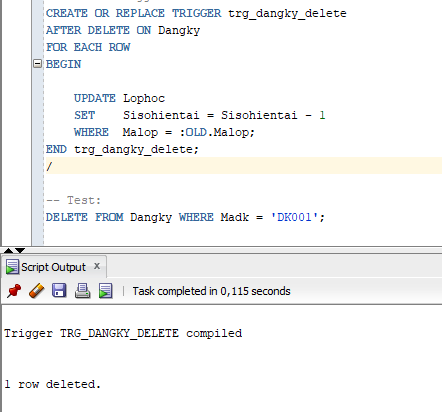 CREATE OR REPLACE TRIGGER trg_dangky_delete
AFTER DELETE ON Dangky
FOR EACH ROW
BEGIN
UPDATE Lophoc
SET Sisohientai = Sisohientai - 1
WHERE Malop = :OLD.Malop;
END trg_dangky_delete;
/
-- Test:
DELETE FROM Dangky WHERE Madk = 'DK001';
Script Output x
Task completed in 0,115 seconds
Trigger TRG_DANGKY_DELETE compiled
1 row deleted.